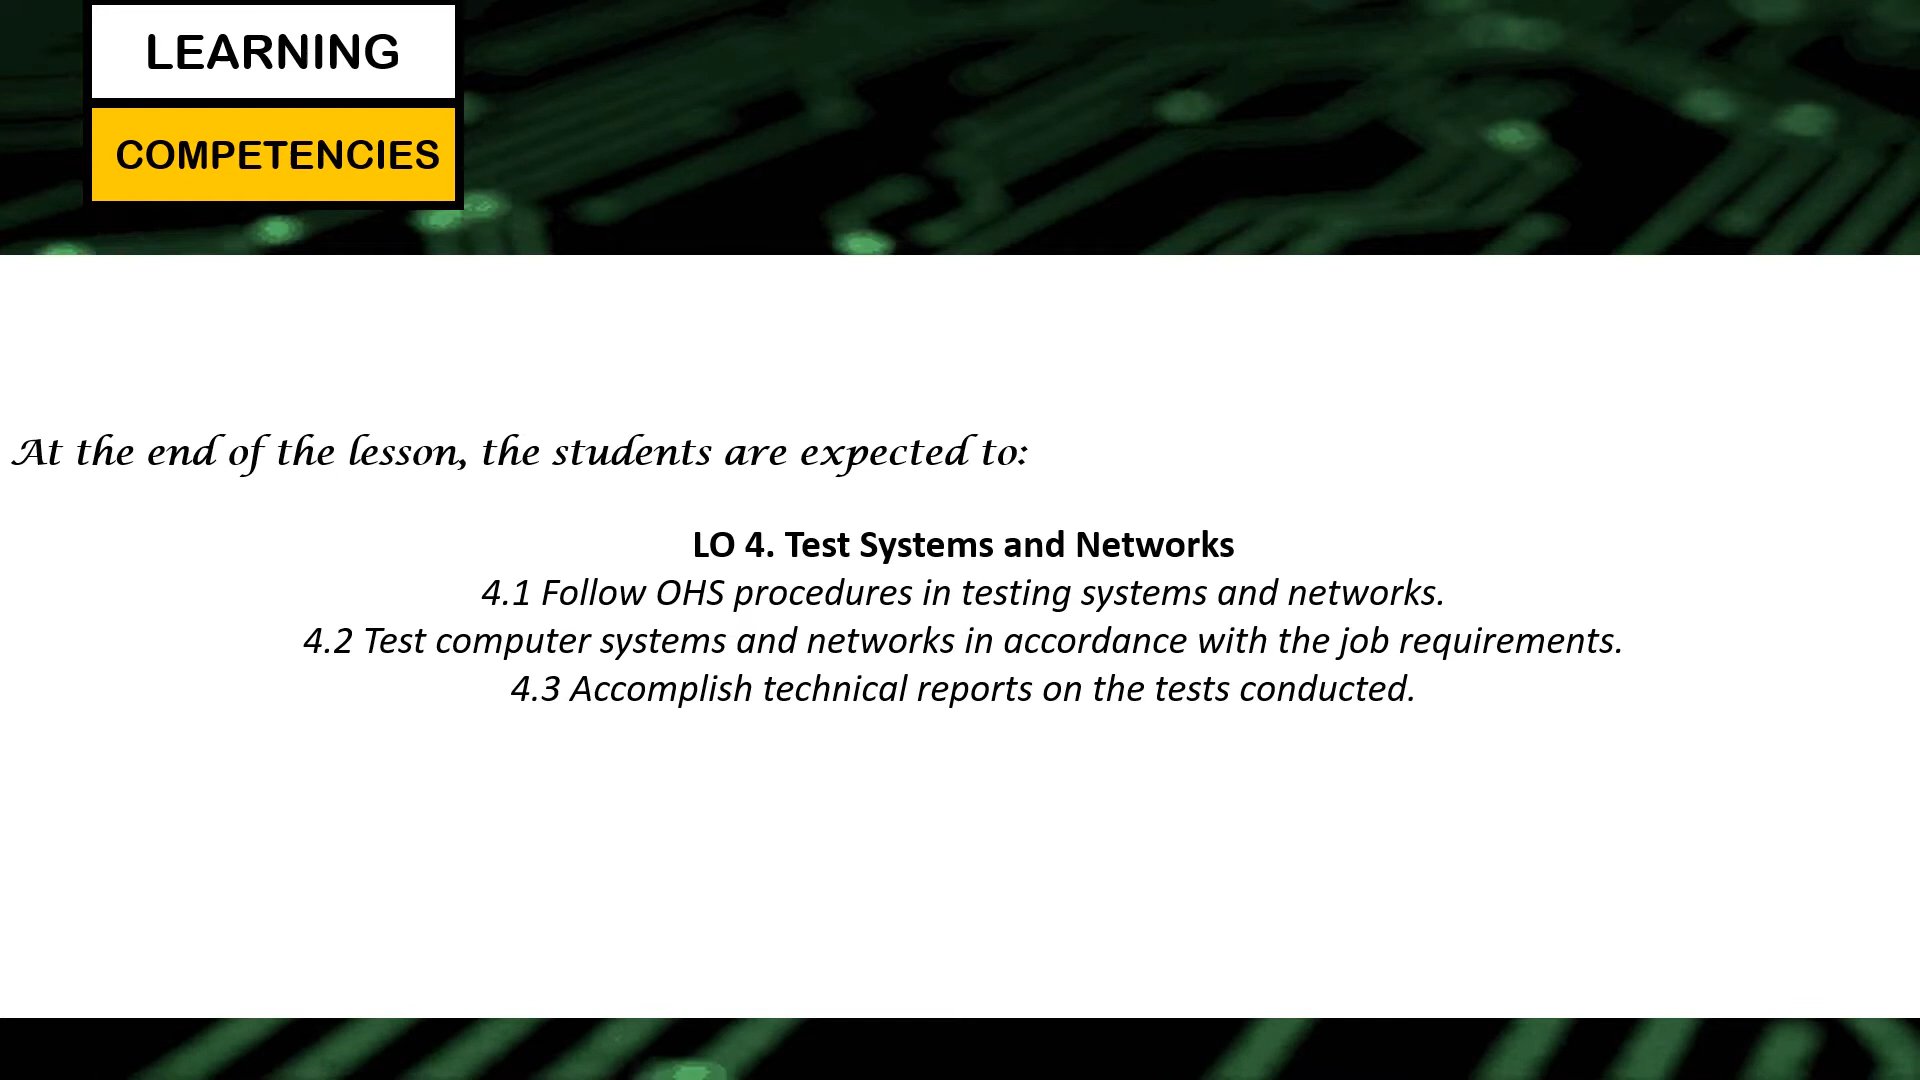 LEARNING
COMPETENCIES
At the end of the lesson, the students are expected to:
LO 4. Test Systems and Networks
4.1 Follow OHS procedures in testing systems and networks.
4.2 Test computer systems and networks in accordance with the job requirements.
4.3 Accomplish technical reports on the tests conducted.